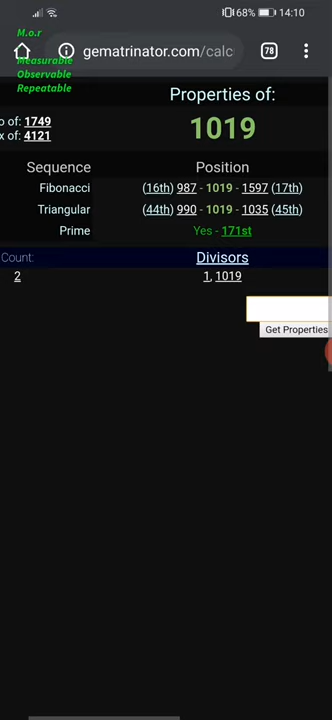 68% 14:10
M.o.r
gematrinator.com/calc
78
Measurable
Observable
Repeatable
Properties of:
1019
o of: 1749
x of: 4121
Sequence Position
Fibonacci (16th) 987 - 1019 - 1597 (17th)
Triangular (44th) 990 - 1019 - 1035 (45th)
Prime Yes - 171st
Count: Divisors
2 1, 1019
Get Properties